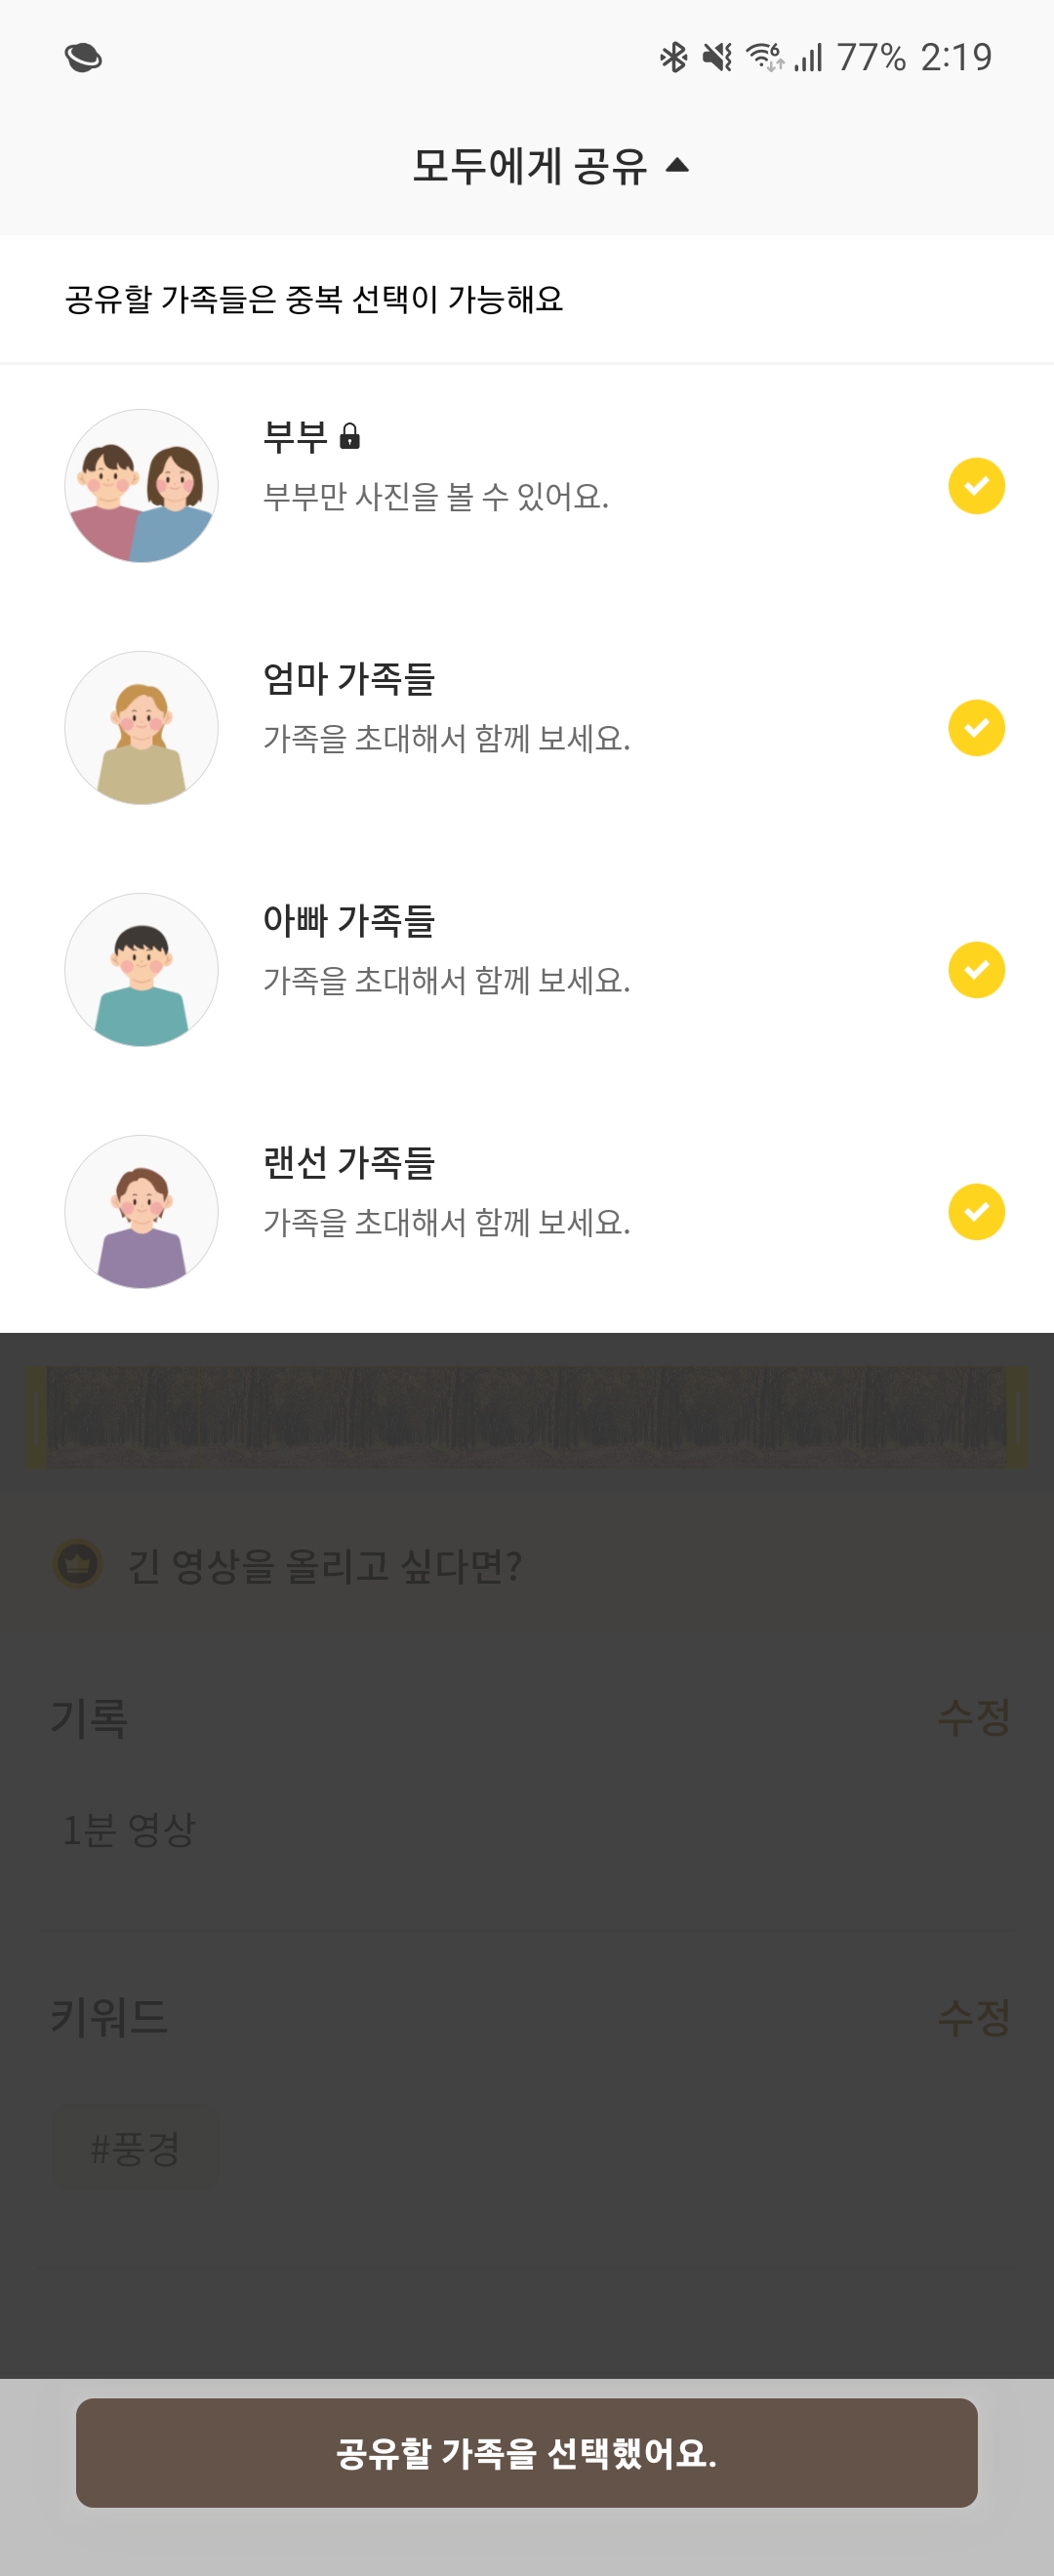 77% 2:19
모두에게 공유
공유할 가족들은 중복 선택이 가능해요
부부
부부만 사진을 볼 수 있어요.
엄마 가족들
가족을 초대해서 함께 보세요.
아빠 가족들
가족을 초대해서 함께 보세요.
랜선 가족들
가족을 초대해서 함께 보세요.
긴 영상을 올리고 싶다면?
기록 수정
1분 영상
키워드 수정
#풍경
공유할 가족을 선택했어요.